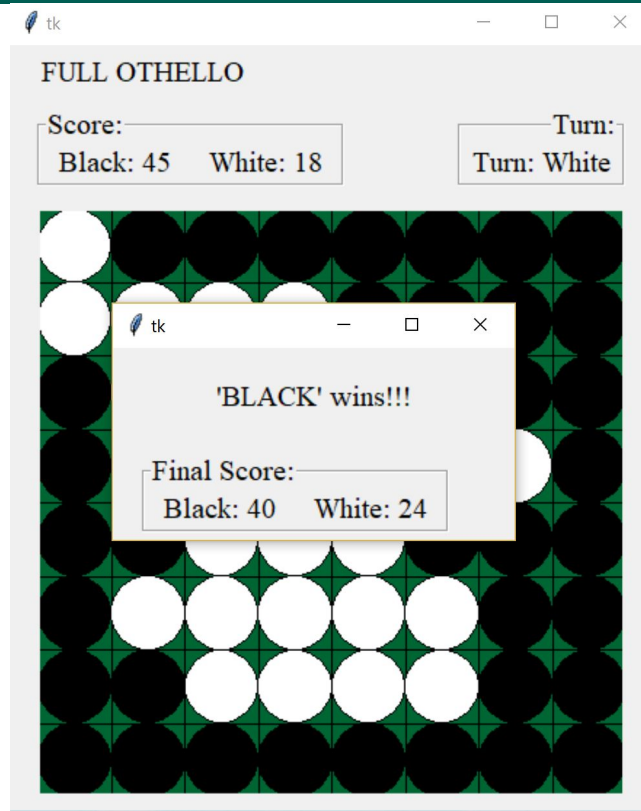 tk
FULL OTHELLO
Score:
Turn:
Black: 45 White: 18
Turn: White
tk
'BLACK' wins!!!
Final Score:
Black: 40 White: 24